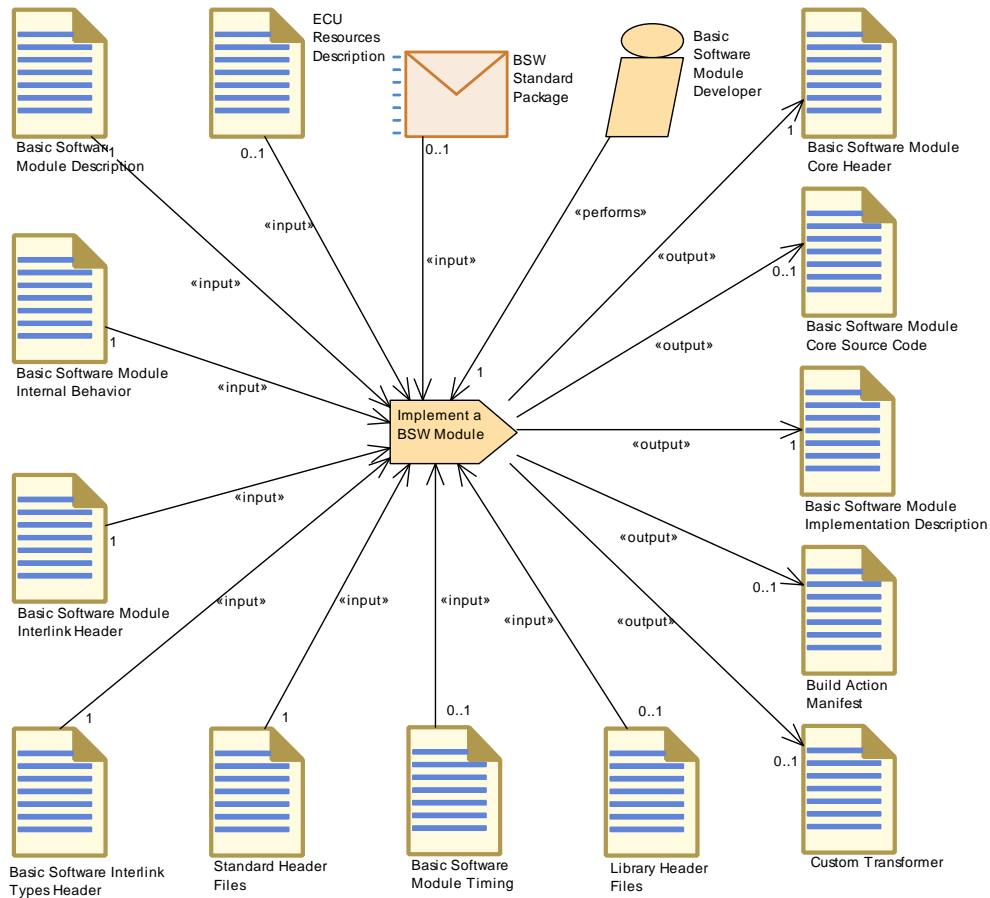 ECU
Resources
Description
BSW
Standard
Package
Basic
Software
Module
Developer
Basic Software
Module Description
1
0..1
0..1
1
Basic Software Module
Core Header
«input»
«performs»
«input»
«input»
«output»
0..1
Basic Software Module
Core Source Code
«output»
1
Basic Software Module
Internal Behavior
«input»
1
Implement a
BSW Module
«output»
1
Basic Software Module
Implementation Description
«input»
1
Basic Software Module
Interlink Header
«output»
0..1
Build Action
Manifest
«input»
«input»
«input»
«input»
«output»
1
1
0..1
0..1
0..1
Basic Software Interlink
Types Header
Standard Header
Files
Basic Software
Module Timing
Library Header
Files
Custom Transformer